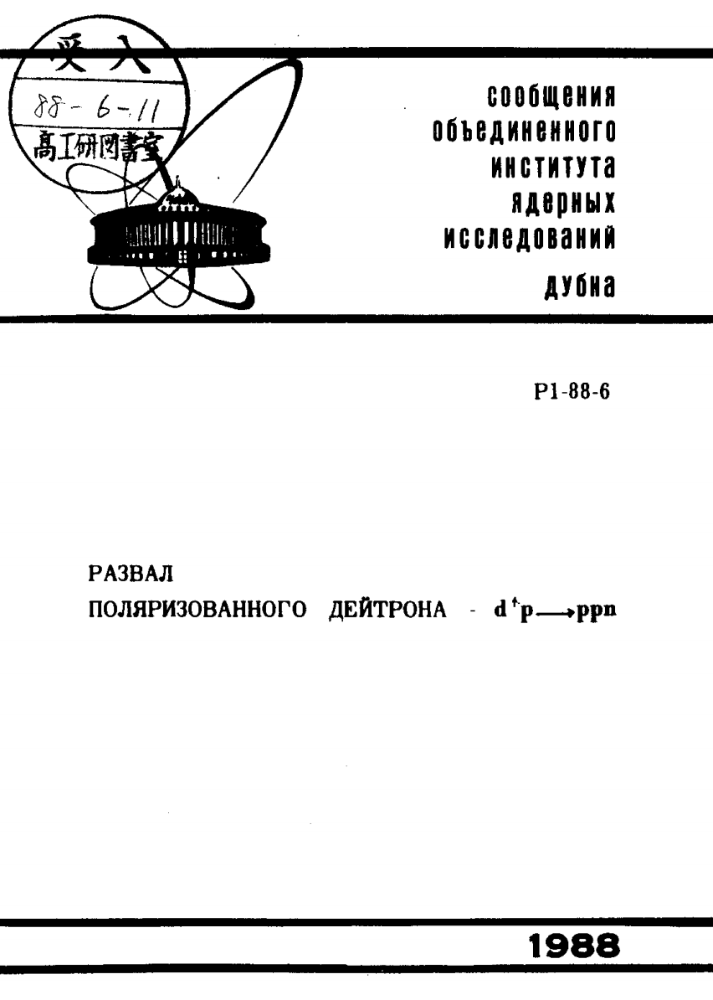 受入
88-6-11
高工研図書室
сообщения
объединенного
института
ядерных
исследований
дубна
P1-88-6
РАЗВАЛ
ПОЛЯРИЗОВАННОГО ДЕЙТРОНА - d↑p→ppn
1988